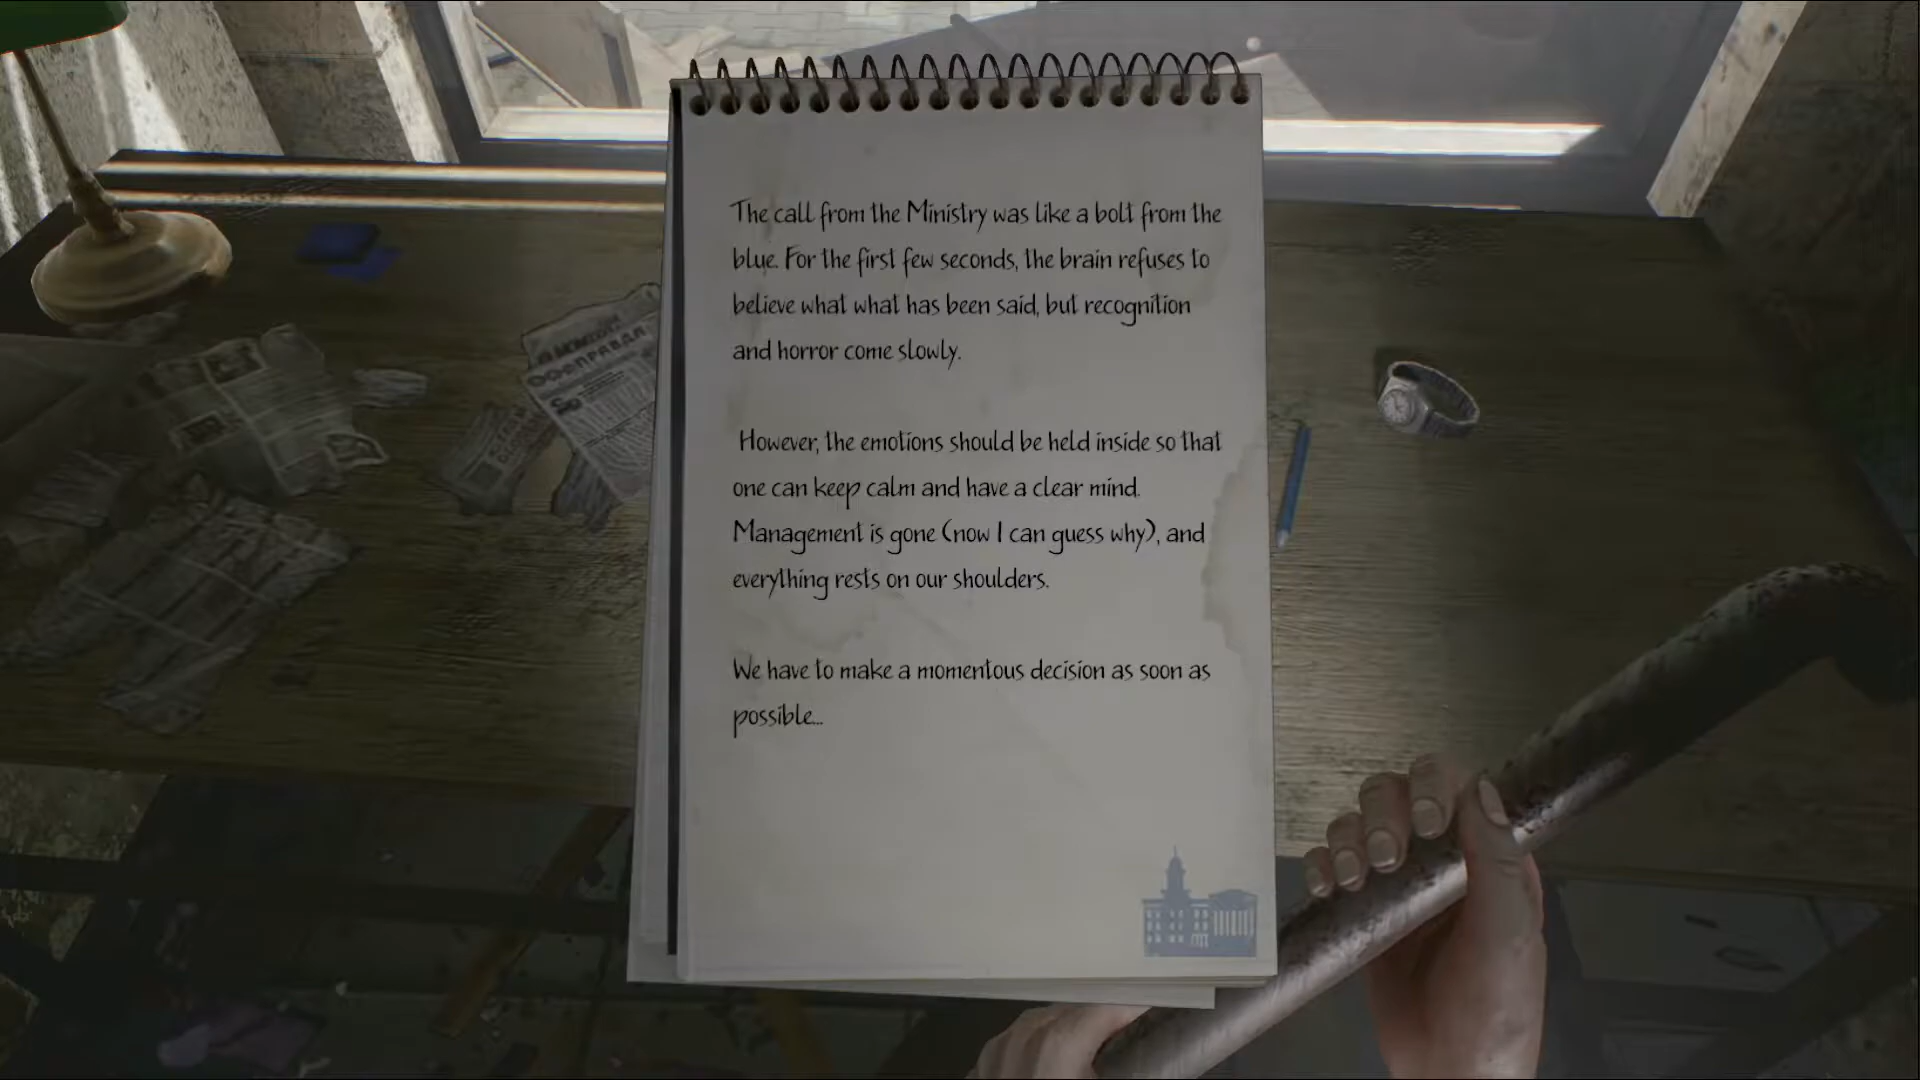 The call from the Ministry was like a bolt from the
blue. For the first few seconds, the brain refuses to
believe what what has been said, but recognition
and horror come slowly.
However, the emotions should be held inside so that
one can keep calm and have a clear mind.
Management is gone (now I can guess why), and
everything rests on our shoulders.
We have to make a momentous decision as soon as
possible...